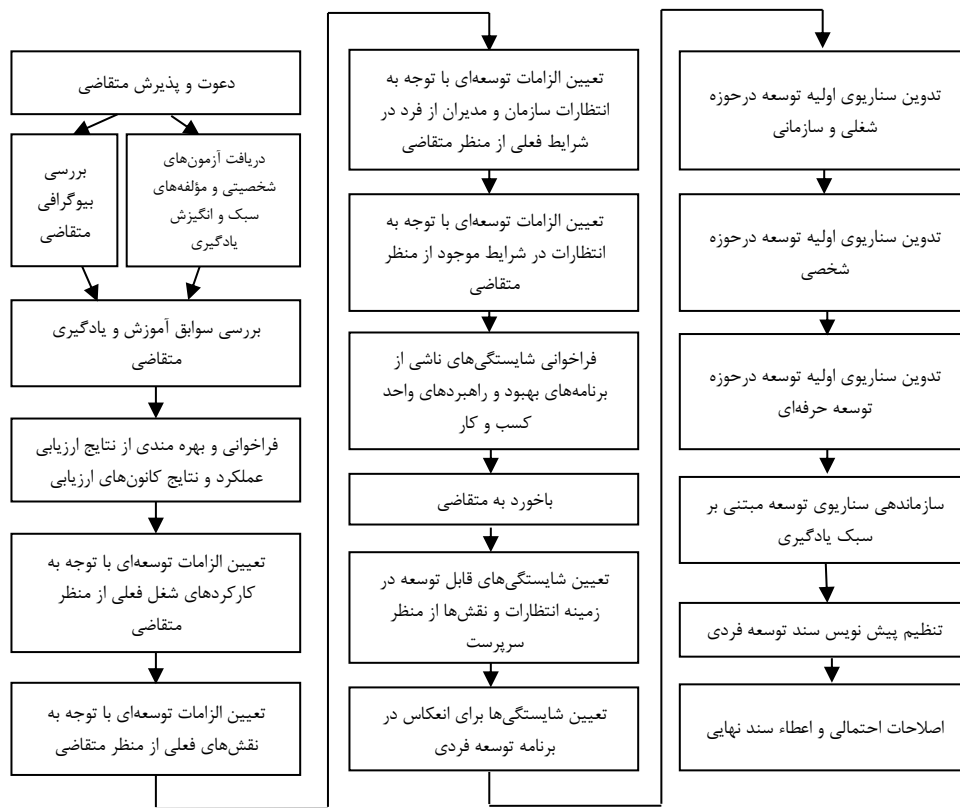 دعوت و پذیرش متقاضی
دریافت آزمون‌های
شخصیتی و مؤلفه‌های
سبک و انگیزش
یادگیری
بررسی
بیوگرافی
متقاضی
بررسی سوابق آموزش و یادگیری
متقاضی
فراخوانی و بهره مندی از نتایج ارزیابی
عملکرد و نتایج کانون‌های ارزیابی
تعیین الزامات توسعه‌ای با توجه به
کارکردهای شغل فعلی از منظر
متقاضی
تعیین الزامات توسعه‌ای با توجه به
نقش‌های فعلی از منظر متقاضی
تعیین الزامات توسعه‌ای با توجه به
انتظارات سازمان و مدیران از فرد در
شرایط فعلی از منظر متقاضی
تعیین الزامات توسعه‌ای با توجه به
انتظارات در شرایط موجود از منظر
متقاضی
فراخوانی شایستگی‌های ناشی از
برنامه‌های بهبود و راهبردهای واحد
کسب و کار
باخورد به متقاضی
تعیین شایستگی‌های قابل توسعه در
زمینه انتظارات و نقش‌ها از منظر
سرپرست
تعیین شایستگی‌ها برای انعکاس در
برنامه توسعه فردی
تدوین سناریوی اولیه توسعه درحوزه
شغلی و سازمانی
تدوین سناریوی اولیه توسعه درحوزه
شخصی
تدوین سناریوی اولیه توسعه درحوزه
توسعه حرفه‌ای
سازماندهی سناریوی توسعه مبتنی بر
سبک یادگیری
تنظیم پیش نویس سند توسعه فردی
اصلاحات احتمالی و اعطاء سند نهایی